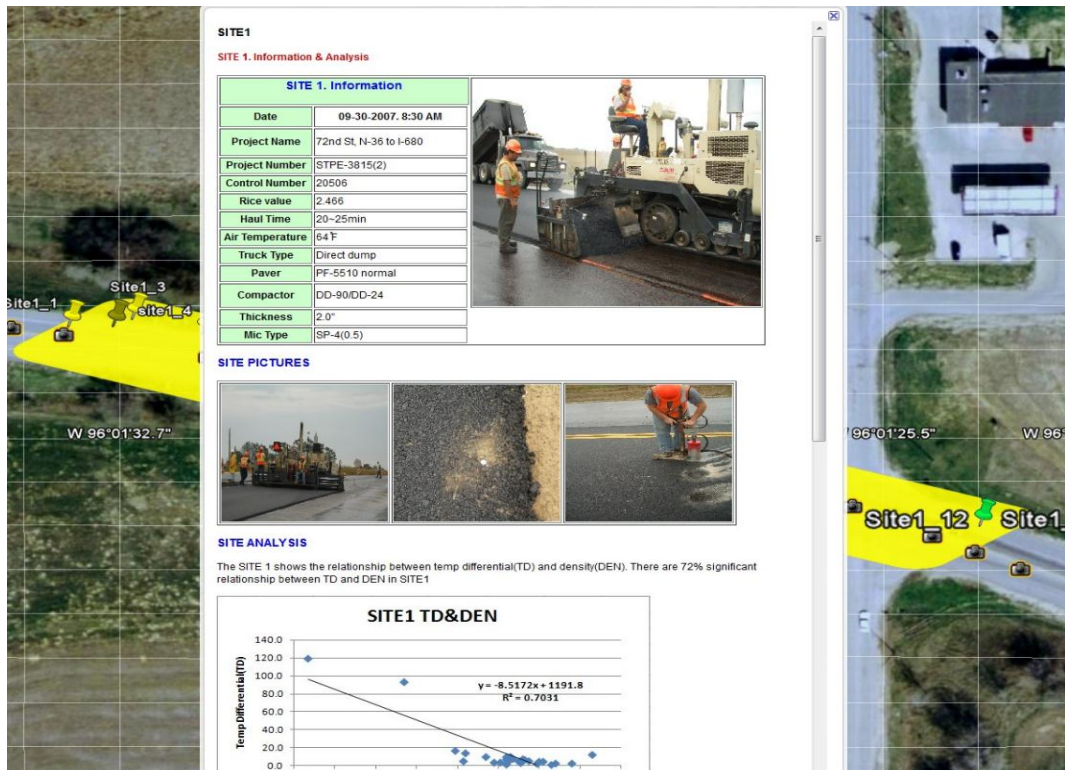 SITE1
SITE 1. Information & Analysis
SITE 1. Information
Date 09-30-2007. 8:30 AM
Project Name 72nd St, N-36 to I-680
Project Number STPE-3815(2)
Control Number 20506
Rice value 2.466
Haul Time 20~25min
Air Temperature 64℉
Truck Type Direct dump
Paver PF-5510 normal
Compactor DD-90/DD-24
Thickness 2.0"
Mic Type SP-4(0.5)
SITE PICTURES
SITE ANALYSIS
The SITE 1 shows the relationship between temp differential(TD) and density(DEN). There are 72% significant
relationship between TD and DEN in SITE1
SITE1 TD&DEN
Temp Differential(TD)
140.0
120.0
100.0
80.0
60.0
40.0
20.0
0.0
y = -8.5172x + 1191.8
R² = 0.7031
Site1_3
Site1_1
site1_4
W 96°01'32.7"
96°01'25.5"
W 96°
Site1_12
Site1_